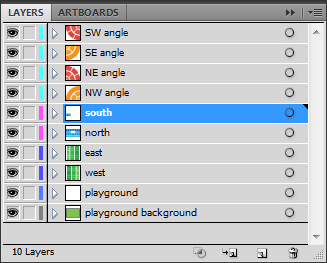 LAYERS ARTBOARDS
SW angle
SE angle
NE angle
NW angle
south
north
east
west
playground
playground background
10 Layers